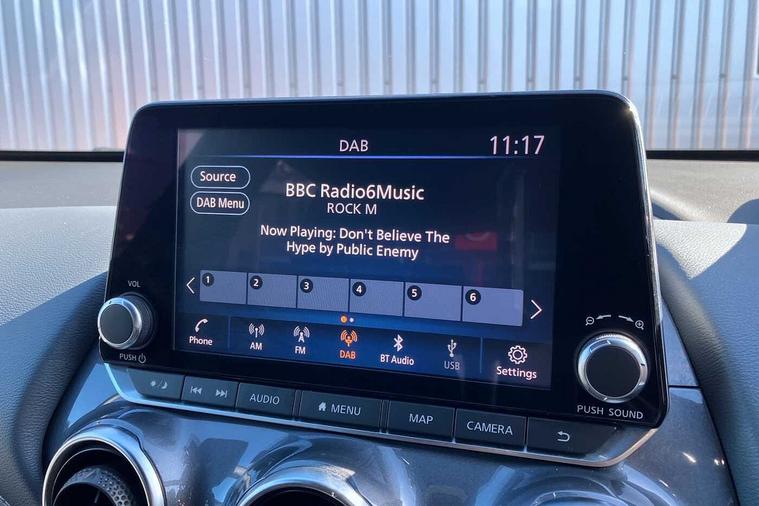 DAB
11:17
Source
DAB Menu
BBC Radio6Music
ROCK M
Now Playing: Don't Believe The
Hype by Public Enemy
1 2 3 4 5 6
Phone
AM
FM
DAB
BT Audio
USB
Settings
VOL
PUSH
PUSH SOUND
AUDIO
MENU
MAP
CAMERA